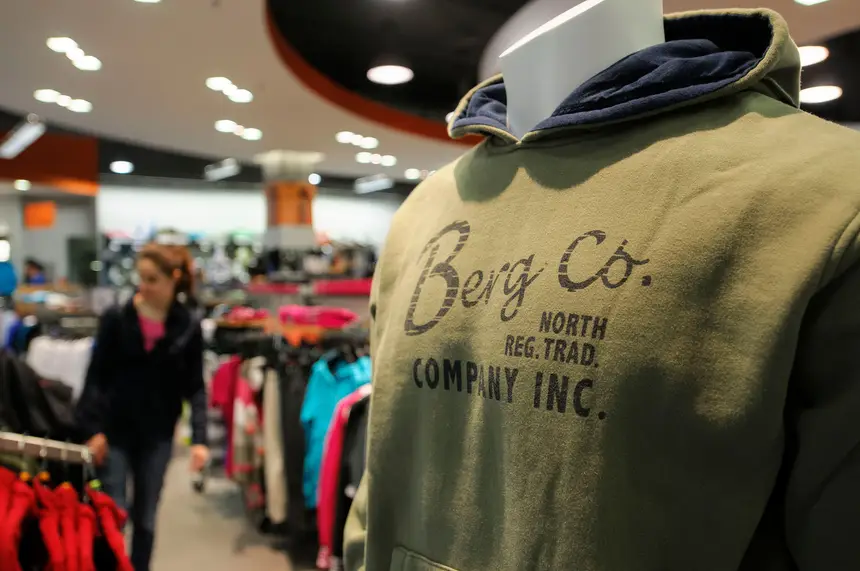 Berg Co.
NORTH
REG. TRAD.
COMPANY INC.